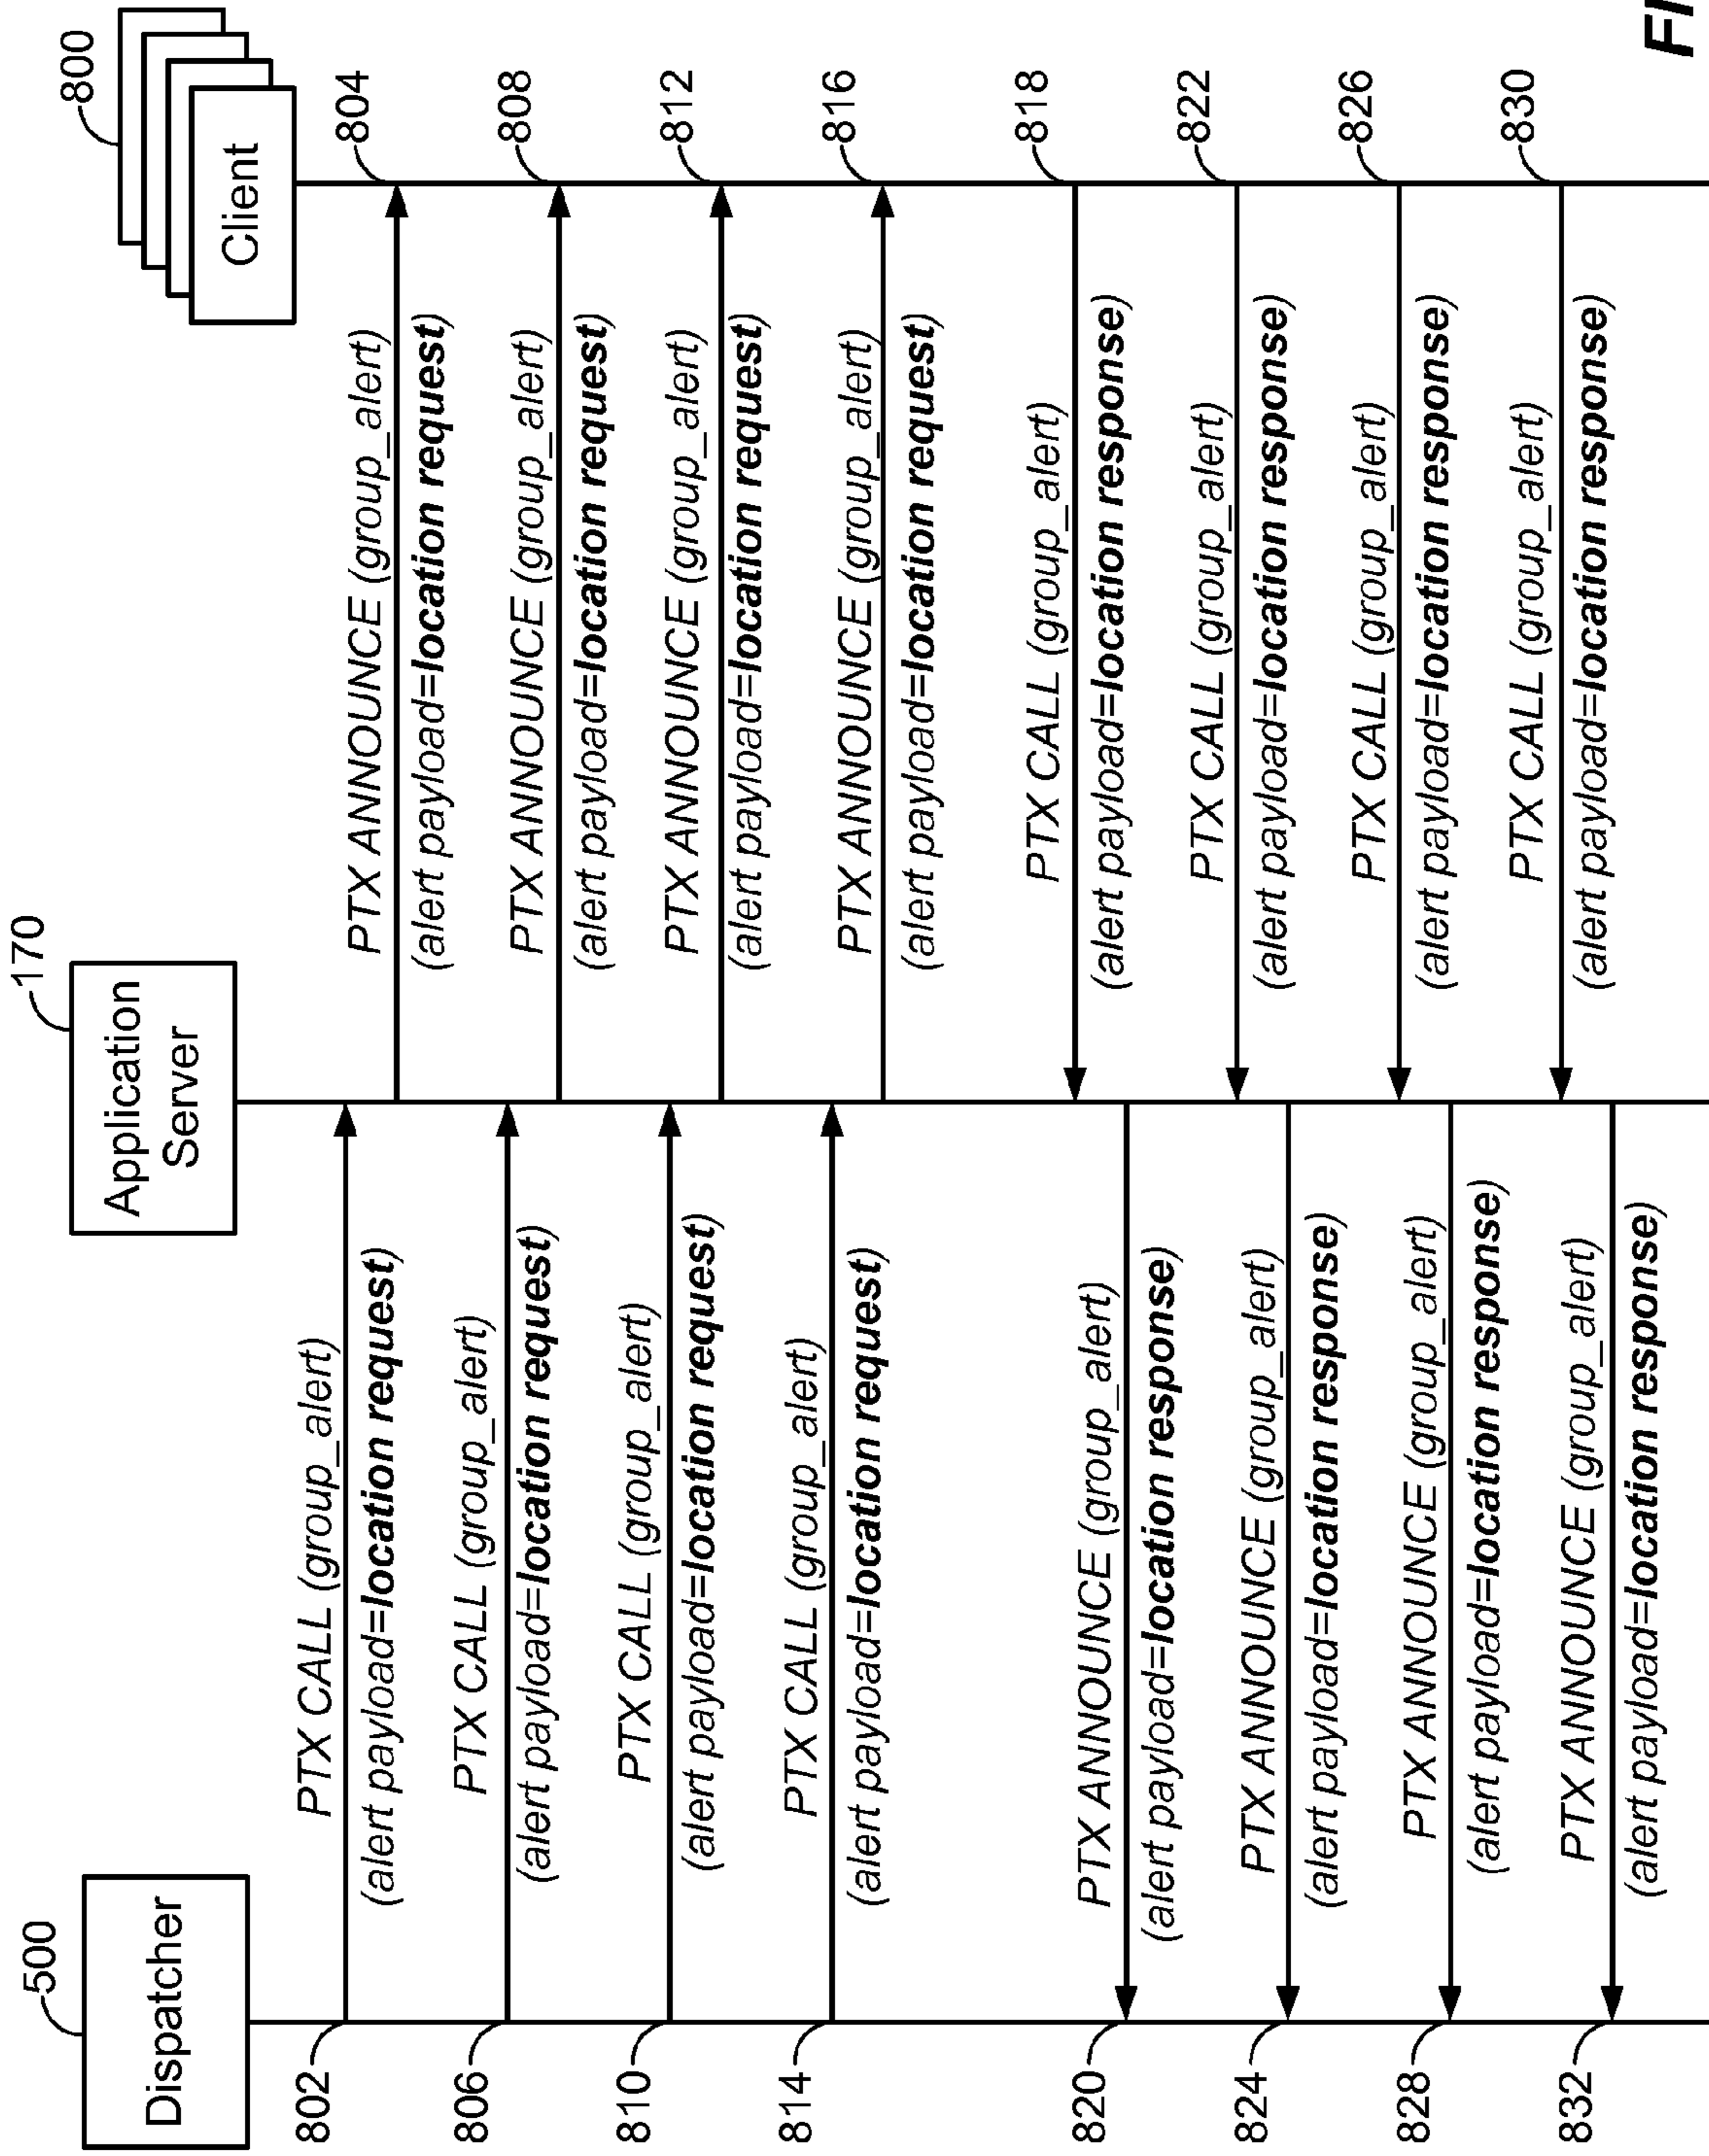 500
Dispatcher
170
Application
Server
800
Client
802
PTX CALL (group_alert)
(alert payload=location request)
PTX ANNOUNCE (group_alert)
(alert payload=location request)
804
806
PTX CALL (group_alert)
(alert payload=location request)
PTX ANNOUNCE (group_alert)
(alert payload=location request)
808
810
PTX CALL (group_alert)
(alert payload=location request)
PTX ANNOUNCE (group_alert)
(alert payload=location request)
812
814
PTX CALL (group_alert)
(alert payload=location request)
PTX ANNOUNCE (group_alert)
(alert payload=location request)
816
PTX CALL (group_alert)
(alert payload=location response)
818
820
PTX ANNOUNCE (group_alert)
(alert payload=location response)
PTX CALL (group_alert)
(alert payload=location response)
822
824
PTX ANNOUNCE (group_alert)
(alert payload=location response)
PTX CALL (group_alert)
(alert payload=location response)
826
828
PTX ANNOUNCE (group_alert)
(alert payload=location response)
PTX CALL (group_alert)
(alert payload=location response)
830
832
PTX ANNOUNCE (group_alert)
(alert payload=location response)